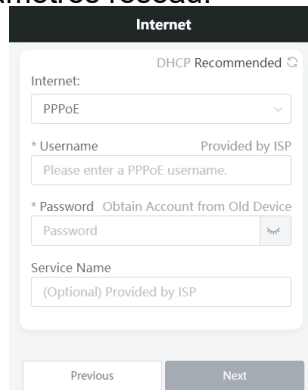 Internet
DHCP Recommended
Internet:
PPPoE
* Username Provided by ISP
Please enter a PPPoE username.
* Password Obtain Account from Old Device
Password
Service Name
(Optional) Provided by ISP
Previous Next